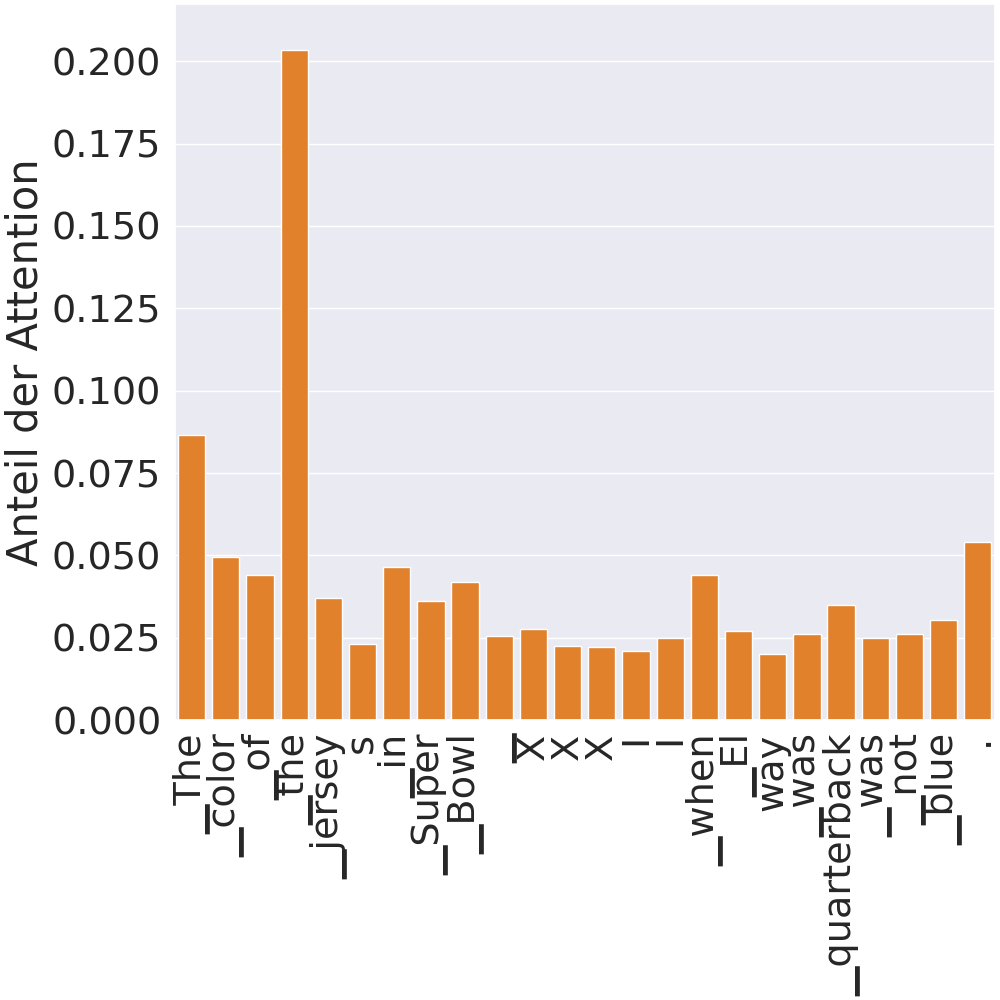 Anteil der Attention
0.200
0.175
0.150
0.125
0.100
0.075
0.050
0.025
0.000
_The
_color
_of
_the
_jersey
s
_in
_Super
_Bowl
_
X
X
X
I
I
_when
_El
way
_was
_quarterback
_was
_not
_blue
.